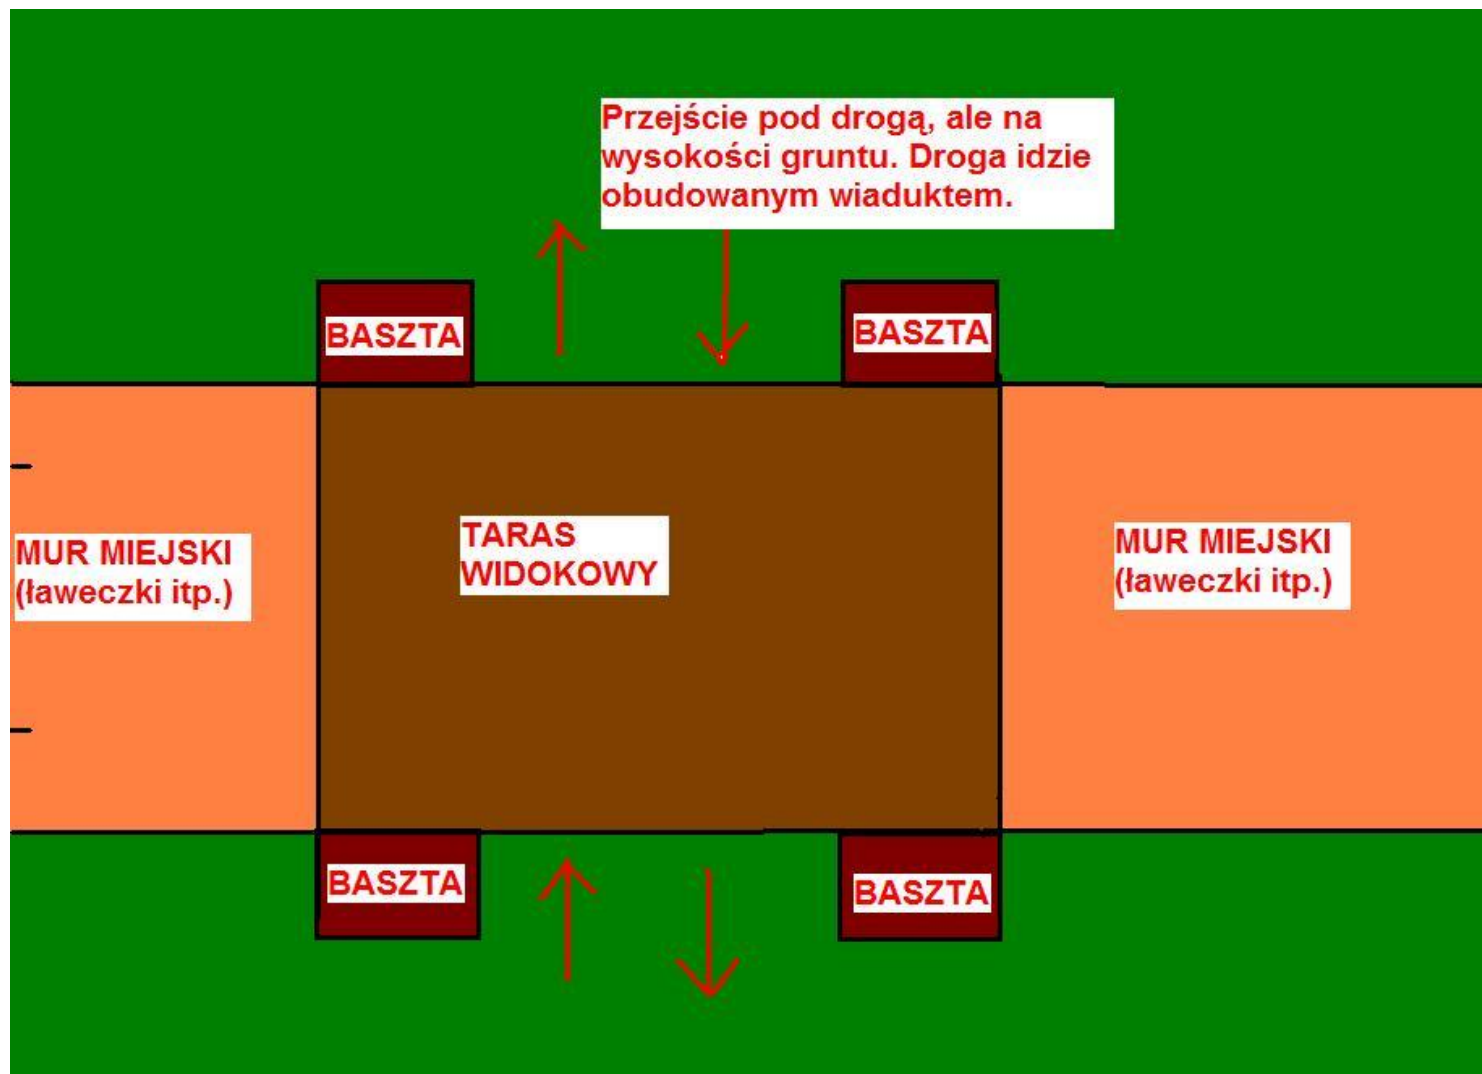 Przejście pod drogą, ale na
wysokości gruntu. Droga idzie
obudowanym wiaduktem.
BASZTA
BASZTA
MUR MIEJSKI
(ławeczki itp.)
TARAS
WIDOKOWY
MUR MIEJSKI
(ławeczki itp.)
BASZTA
BASZTA